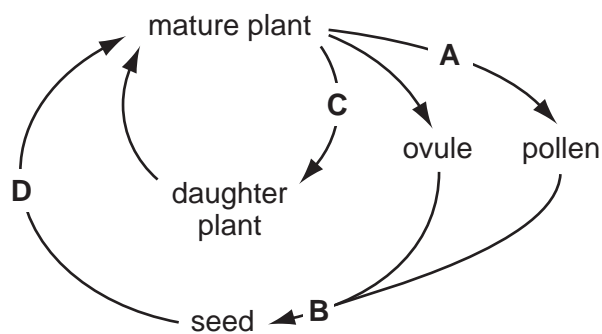 mature plant
A
C
ovule
pollen
D
daughter
plant
B
seed